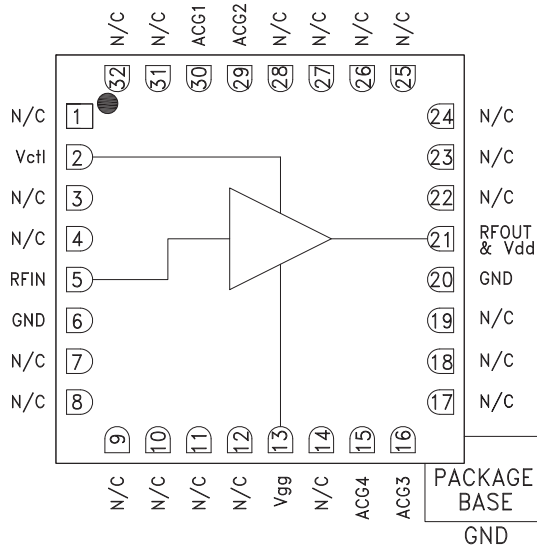 N/C N/C ACG1 ACG2 N/C N/C N/C N/C
32 31 30 29 28 27 26 25
N/C 1 24 N/C
Vctl 2 23 N/C
N/C 3 22 N/C
N/C 4 21 RFOUT
& Vdd
RFIN 5 20 GND
GND 6 19 N/C
N/C 7 18 N/C
N/C 8 17 N/C
9 10 11 12 13 14 15 16
N/C N/C N/C N/C Vgg N/C ACG4 ACG3
PACKAGE
BASE
GND